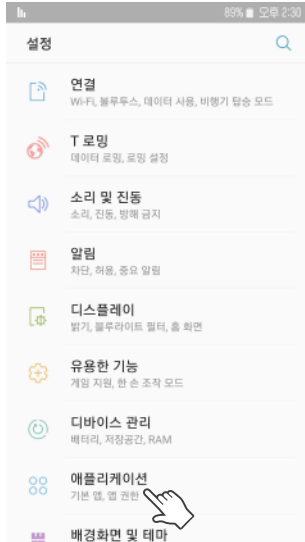 89% 오후 2:30
설정
연결
Wi-Fi, 블루투스, 데이터 사용, 비행기 탑승 모드
T 로밍
데이터 로밍, 로밍 설정
소리 및 진동
소리, 진동, 방해 금지
알림
차단, 허용, 중요 알림
디스플레이
밝기, 블루라이트 필터, 홈 화면
유용한 기능
게임 지원, 한 손 조작 모드
디바이스 관리
배터리, 저장공간, RAM
애플리케이션
기본 앱, 앱 권한
배경화면 및 테마